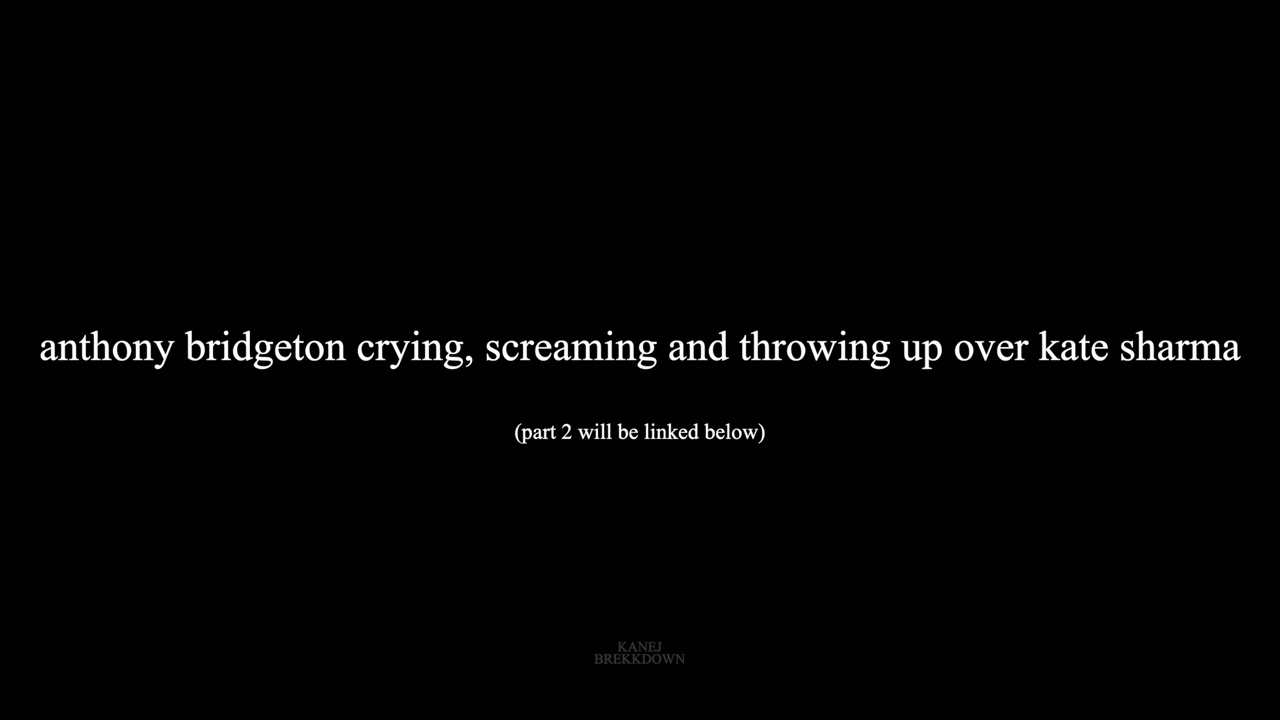 anthony bridgeton crying, screaming and throwing up over kate sharma
(part 2 will be linked below)
KANEJ
BREKKDOWN